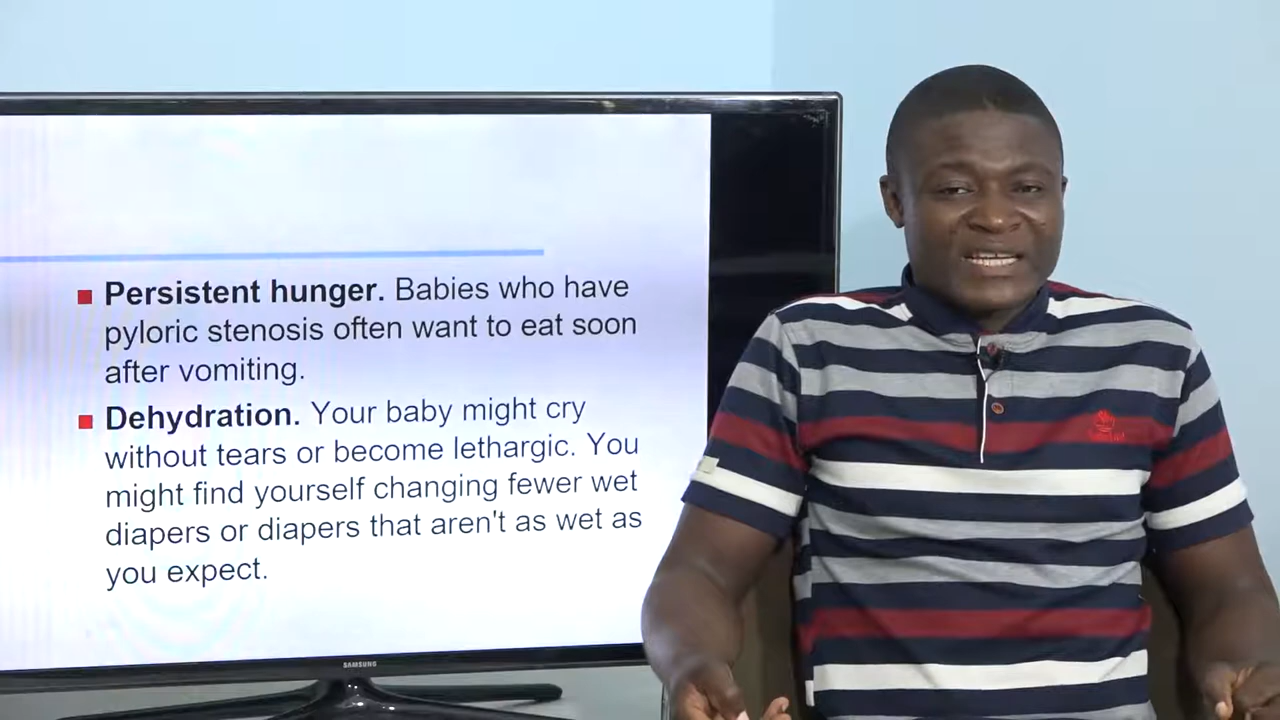 Persistent hunger. Babies who have
pyloric stenosis often want to eat soon
after vomiting.
Dehydration. Your baby might cry
without tears or become lethargic. You
might find yourself changing fewer wet
diapers or diapers that aren't as wet as
you expect.
SAMSUNG